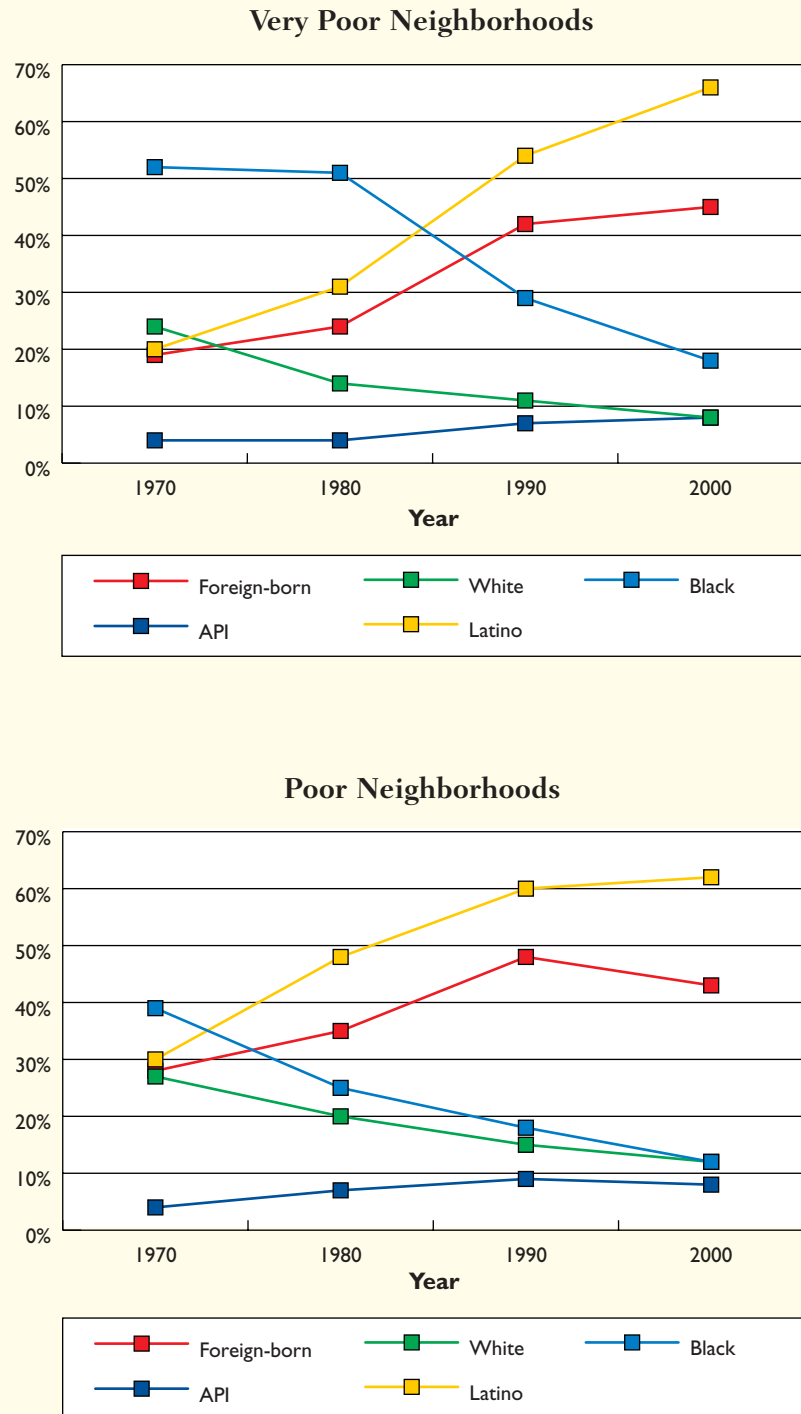 Very Poor Neighborhoods
70%
60%
50%
40%
30%
20%
10%
0%
1970 1980 1990 2000
Year
Foreign-born White Black
API Latino
Poor Neighborhoods
70%
60%
50%
40%
30%
20%
10%
0%
1970 1980 1990 2000
Year
Foreign-born White Black
API Latino